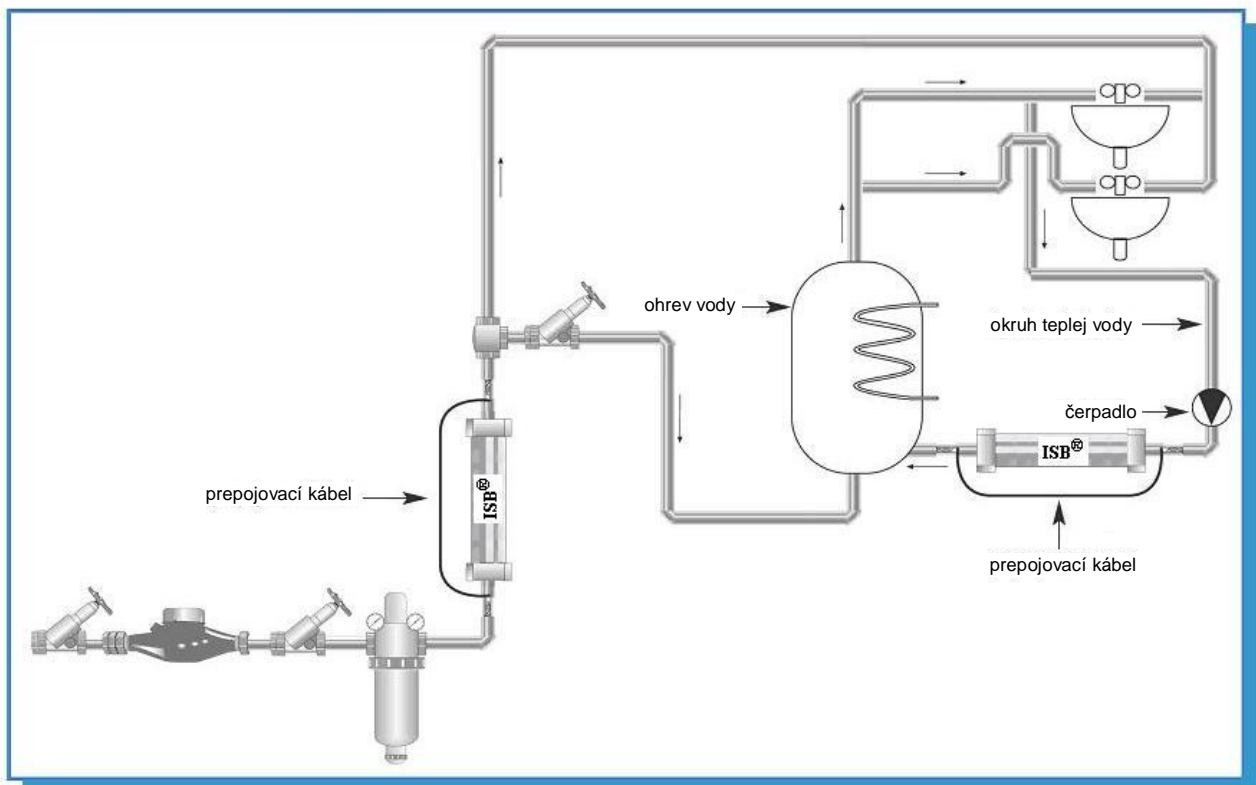 ohrev vody
okruh teplej vody
čerpadlo
ISB®
prepojovací kábel
ISB®
prepojovací kábel